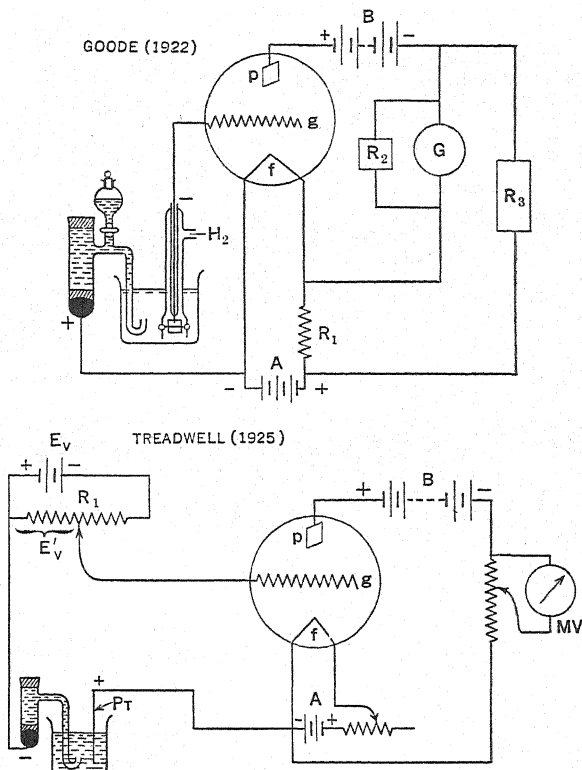 GOODE (1922)
B
+ -
p
g
f
R2
G
R3
-
H2
+
R1
A
- +
TREADWELL (1925)
Ev
+ -
R1
E'v
B
+ -
p
g
f
MV
+
PT
A
- +
-